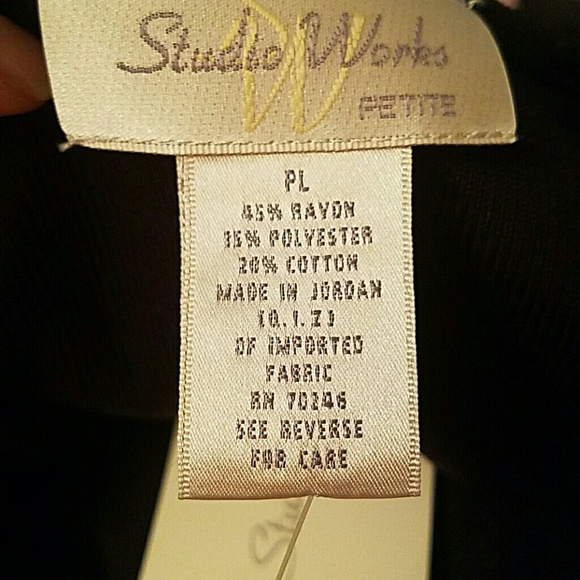 Studio Works
PETITE
PL
45% RAYON
35% POLYESTER
20% COTTON
MADE IN JORDAN
(Q.I.Z)
OF IMPORTED
FABRIC
RN 70246
SEE REVERSE
FOR CARE
Stu